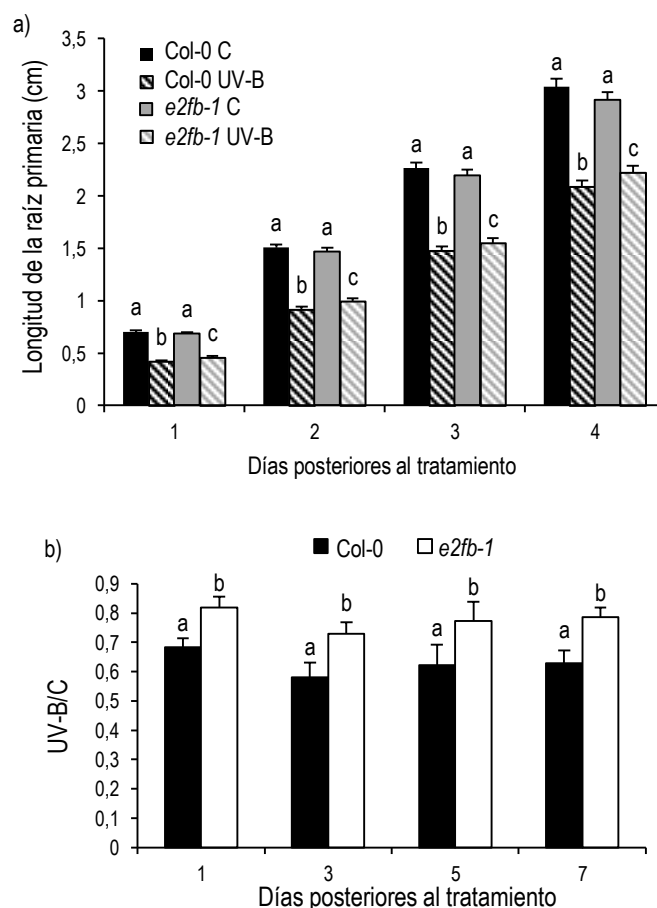 a)
Longitud de la raíz primaria (cm)
3,5
3
2,5
2
1,5
1
0,5
0
Col-0 C
Col-0 UV-B
e2fb-1 C
e2fb-1 UV-B
a b a c
a b a c
a b a c
a b a c
1 2 3 4
Días posteriores al tratamiento
b)
Col-0 e2fb-1
UV-B/C
0,9
0,8
0,7
0,6
0,5
0,4
0,3
0,2
0,1
0
a b
a b
a b
a b
1 3 5 7
Días posteriores al tratamiento